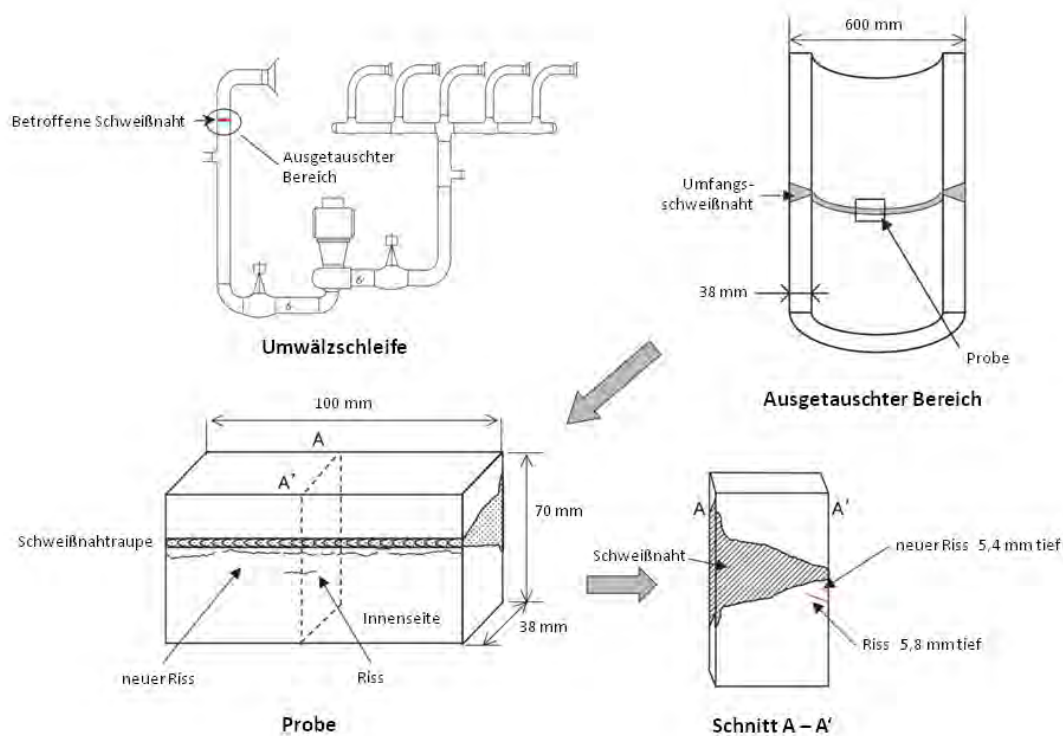 Betroffene Schweißnaht
Ausgetauschter
Bereich
6
6
Umwälzschleife
600 mm
Umfangs-
schweißnaht
38 mm
Probe
Ausgetauschter Bereich
100 mm
A
A'
70 mm
Schweißnahtraupe
Innenseite
38 mm
neuer Riss
Riss
Probe
A
A'
Schweißnaht
neuer Riss 5,4 mm tief
Riss 5,8 mm tief
Schnitt A – A‘